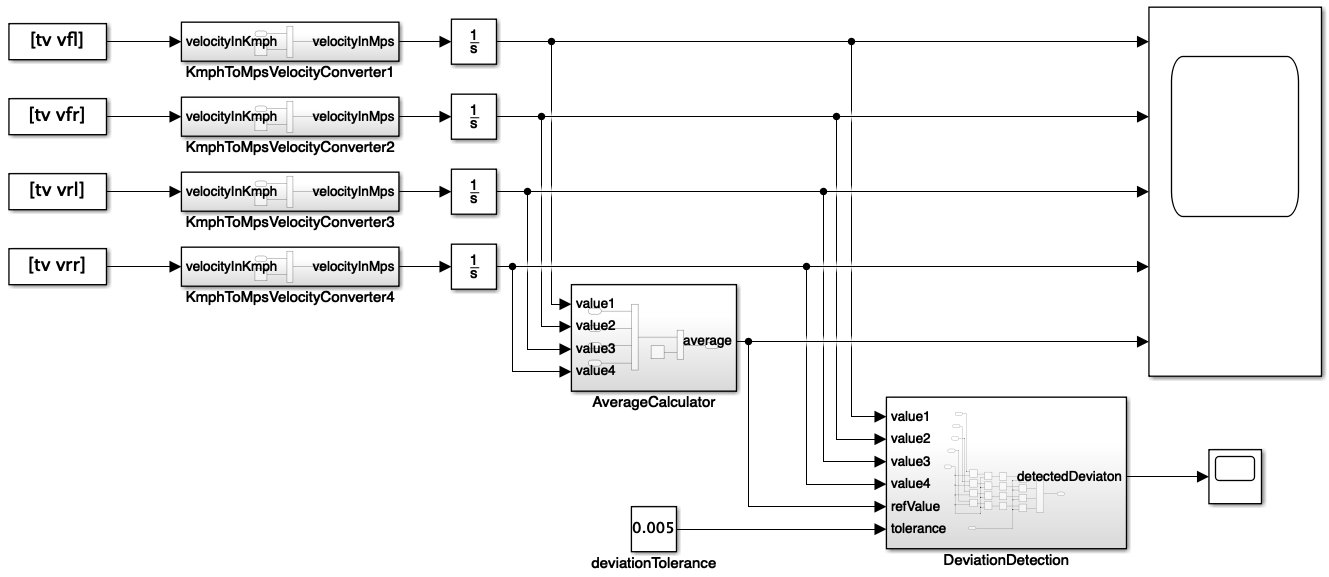 [tv vfl]
velocityInKmph velocityInMps
1
s
KmphToMpsVelocityConverter1
[tv vfr]
velocityInKmph velocityInMps
1
s
KmphToMpsVelocityConverter2
[tv vrl]
velocityInKmph velocityInMps
1
s
KmphToMpsVelocityConverter3
[tv vrr]
velocityInKmph velocityInMps
1
s
KmphToMpsVelocityConverter4
value1
value2
value3
value4
average
AverageCalculator
value1
value2
value3
value4
refValue
tolerance
detectedDeviaton
DeviationDetection
0.005
deviationTolerance